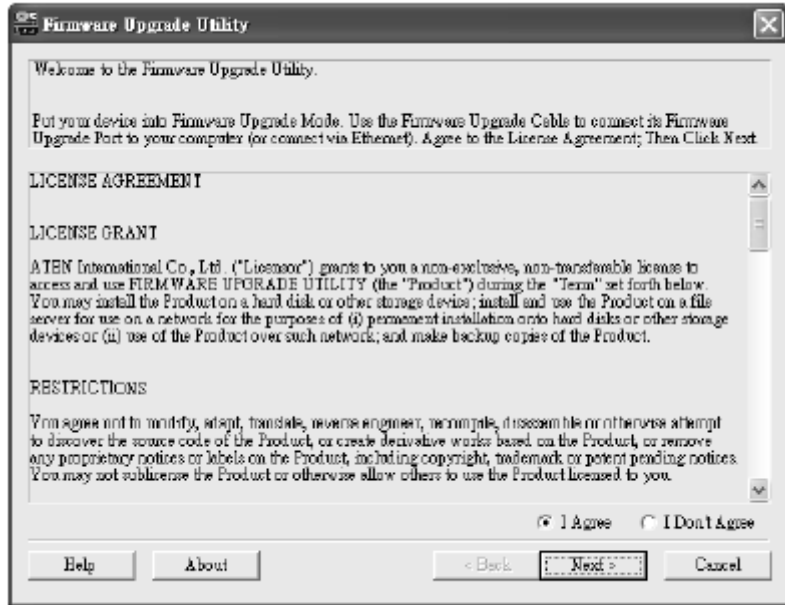 Firmware Upgrade Utility
Welcome to the Firmware Upgrade Utility.
Put your device into Firmware Upgrade Mode. Use the Firmware Upgrade Cable to connect its Firmware
Upgrade Port to your computer (or connect via Ethernet). Agree to the License Agreement; Then Click Next.
LICENSE AGREEMENT
LICENSE GRANT
ATEN International Co., Ltd. ("Licensor") grants to you a non-exclusive, non-transferable license to
access and use FIRMWARE UPGRADE UTILITY (the "Product") during the "Term" set forth below.
You may install the Product on a hard disk or other storage device; install and use the Product on a file
server for use on a network for the purposes of (i) permanent installation onto hard disks or other storage
devices or (ii) use of the Product over such network; and make backup copies of the Product.
RESTRICTIONS
You agree not to modify, adapt, translate, reverse engineer, recompile, disassemble or otherwise attempt
to discover the source code of the Product, or create derivative works based on the Product, or remove
any proprietary notices or labels on the Product, including copyright, trademark or patent pending notices.
You may not sublicense the Product or otherwise allow others to use the Product licensed to you.
I Agree I Don't Agree
Help About < Back Next > Cancel